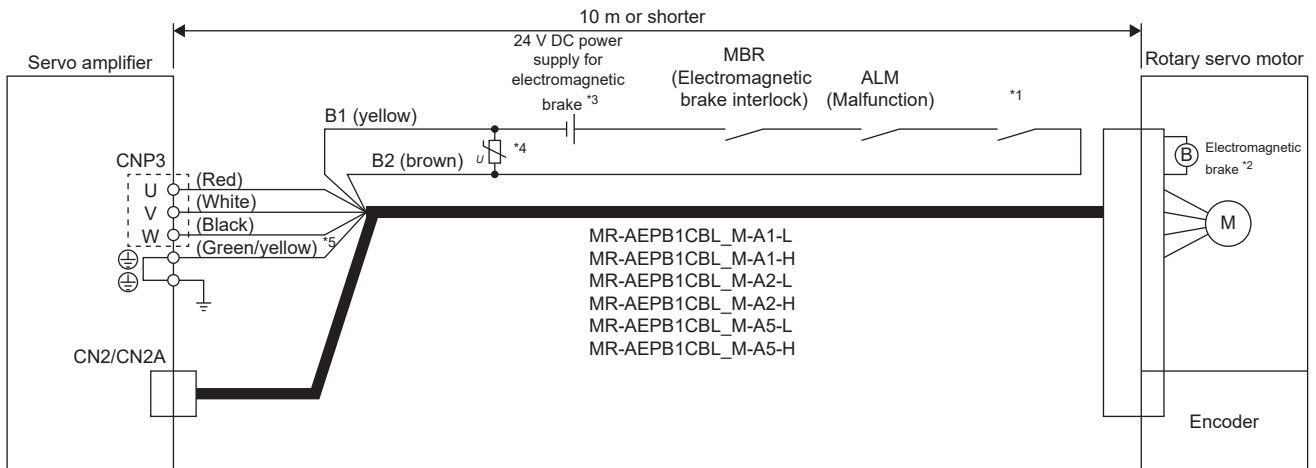 10 m or shorter
Servo amplifier
24 V DC power
supply for
electromagnetic
brake *3
MBR
(Electromagnetic
brake interlock)
ALM
(Malfunction)
*1
Rotary servo motor
B1 (yellow)
U
*4
B2 (brown)
B
Electromagnetic
brake *2
CNP3
U
(Red)
V
(White)
W
(Black)
(Green/yellow) *5
M
MR-AEPB1CBL_M-A1-L
MR-AEPB1CBL_M-A1-H
MR-AEPB1CBL_M-A2-L
MR-AEPB1CBL_M-A2-H
MR-AEPB1CBL_M-A5-L
MR-AEPB1CBL_M-A5-H
CN2/CN2A
Encoder